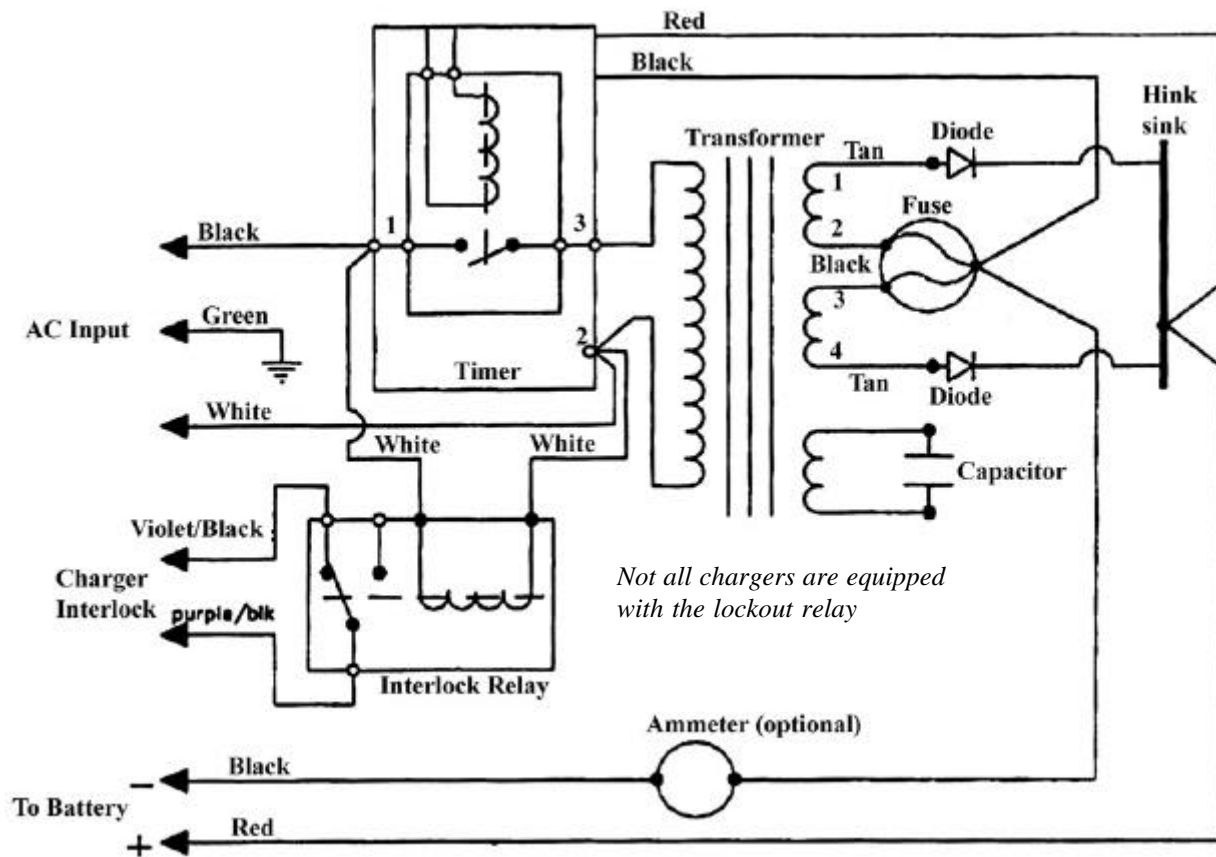 Red
Black
Hink
sink
Transformer
Diode
Tan
1
Fuse
2
1
3
Black
Black
3
AC Input
Green
2
4
Timer
Tan
Diode
White
White
White
Capacitor
Violet/Black
Charger
Interlock
purple/blk
Not all chargers are equipped
with the lockout relay
Interlock Relay
Ammeter (optional)
Black
−
To Battery
Red
+